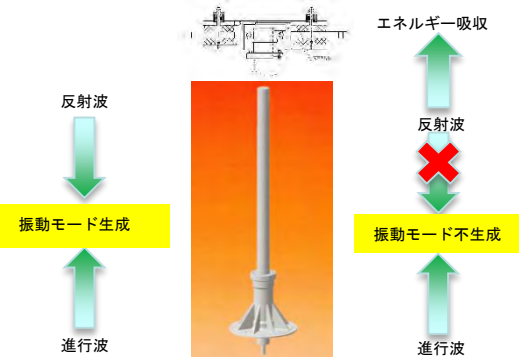 反射波
振動モード生成
進行波
エネルギー吸収
反射波
振動モード不生成
進行波